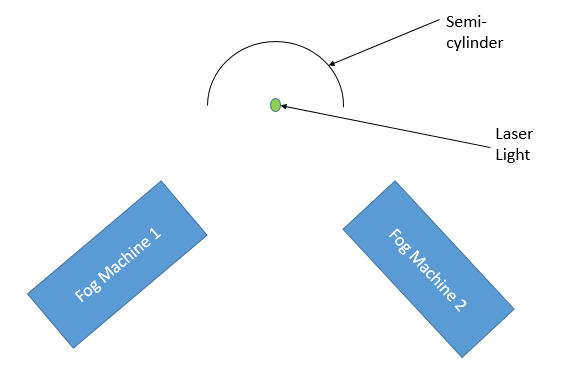 Semi-
cylinder
Laser
Light
Fog Machine 1
Fog Machine 2